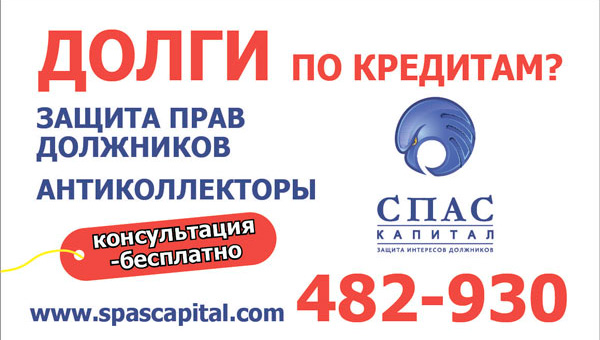 ДОЛГИ ПО КРЕДИТАМ?
ЗАЩИТА ПРАВ
ДОЛЖНИКОВ
АНТИКОЛЛЕКТОРЫ
консультация
-бесплатно
СПАС
КАПИТАЛ
ЗАЩИТА ИНТЕРЕСОВ ДОЛЖНИКОВ
www.spascapital.com 482-930